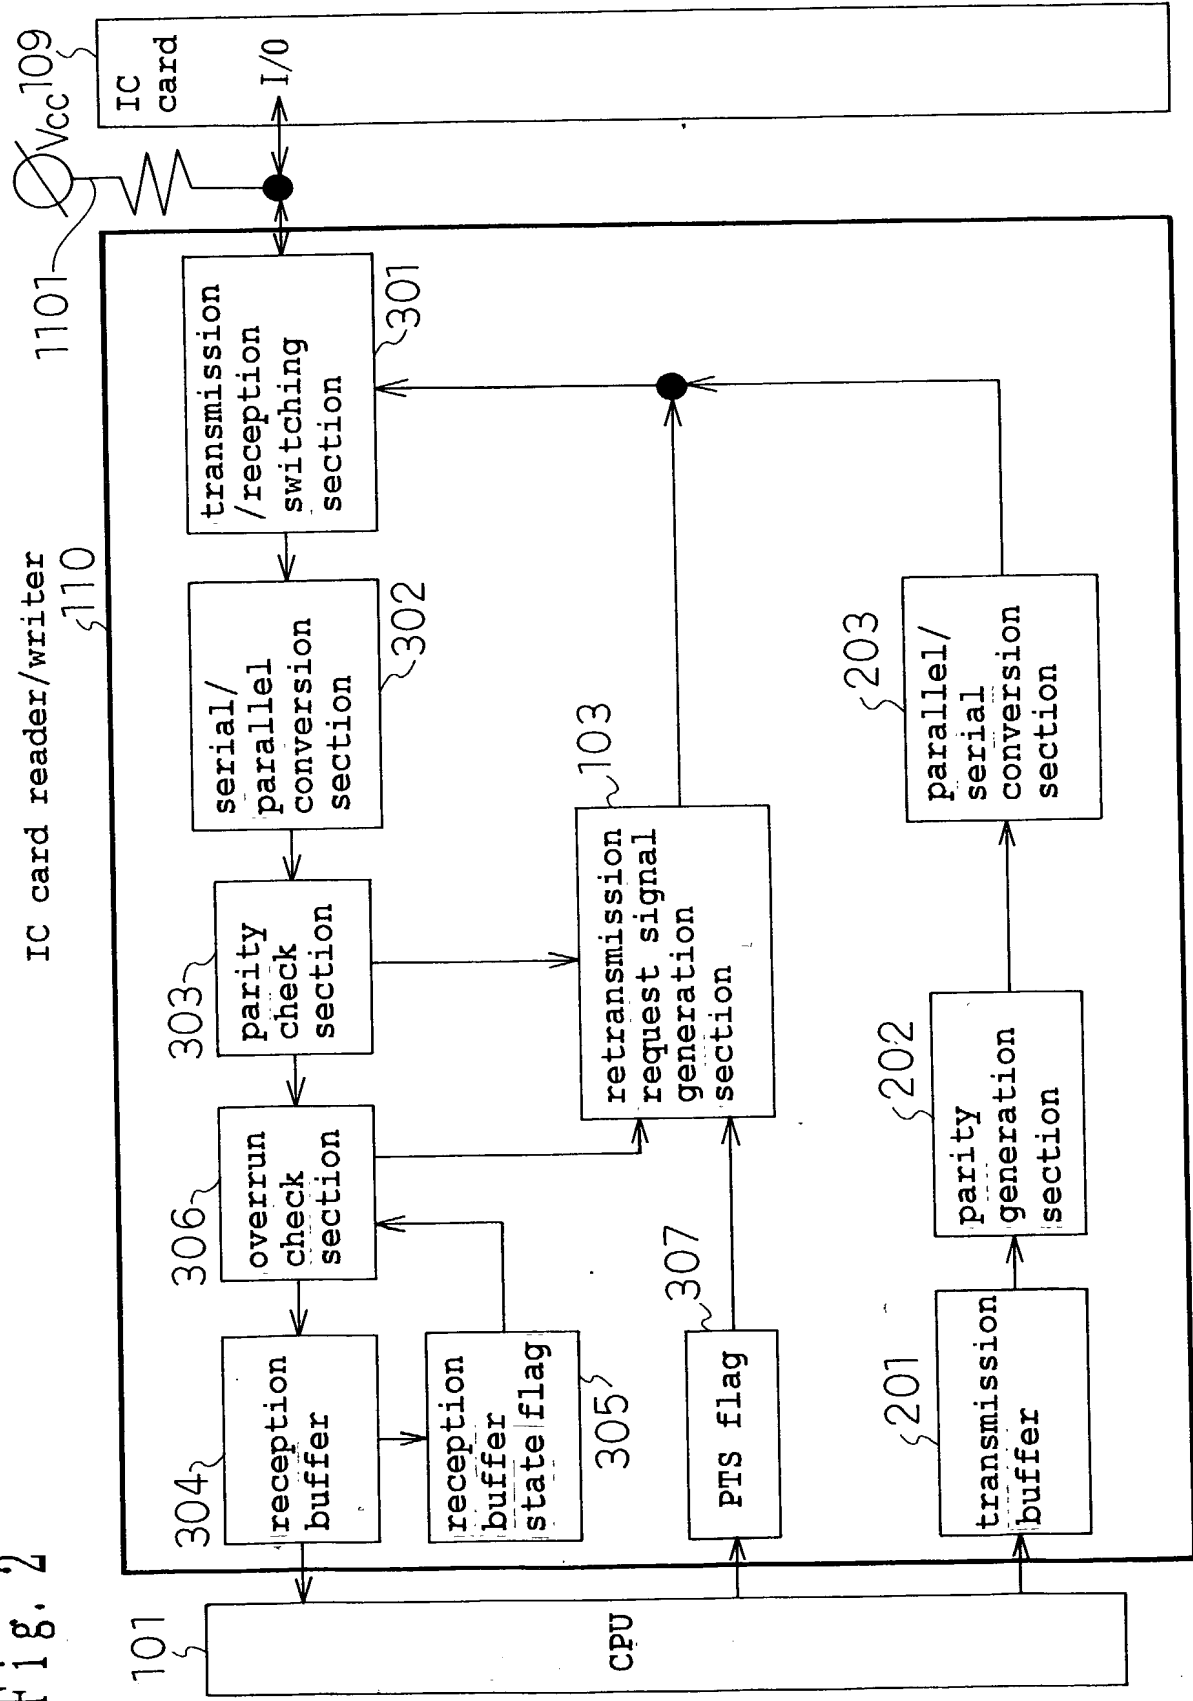 Fig. 2
IC card reader/writer
110
1101
Vcc
109
IC
card
I/O
transmission
/reception
switching
section
301
serial/
parallel
conversion
section
302
303
parity
check
section
306
overrun
check
section
304
reception
buffer
reception
buffer
state flag
305
retransmission
request signal
generation
section
103
PTS flag
307
203
parallel/
serial
conversion
section
202
parity
generation
section
201
transmission
buffer
101
CPU